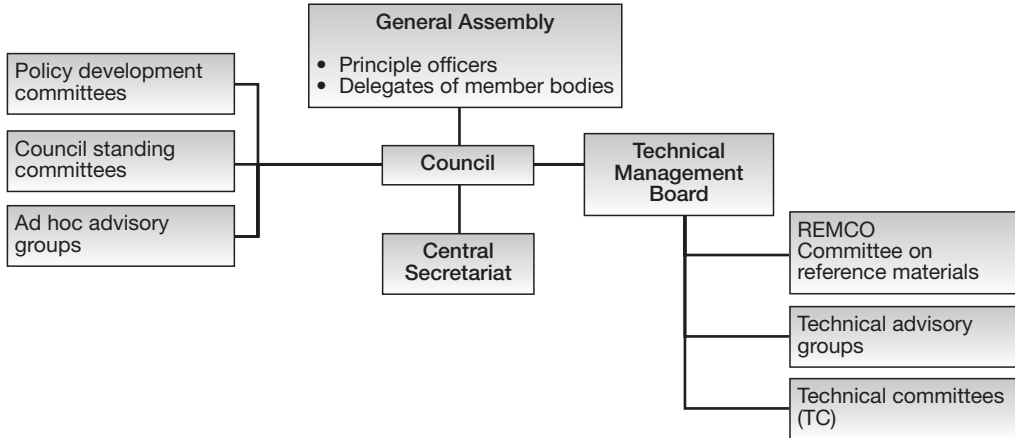 General Assembly
• Principle officers
• Delegates of member bodies
Policy development
committees
Council standing
committees
Ad hoc advisory
groups
Council
Central
Secretariat
Technical
Management
Board
REMCO
Committee on
reference materials
Technical advisory
groups
Technical committees
(TC)